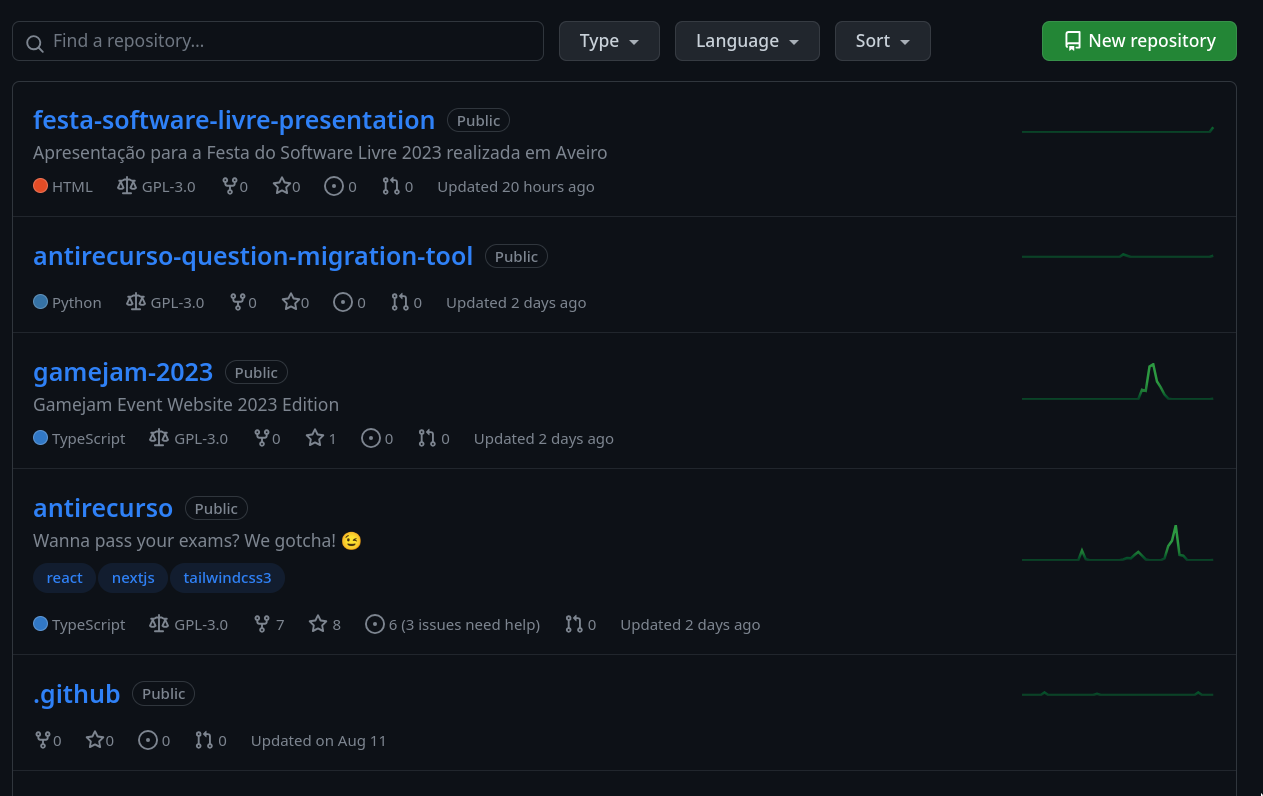 Find a repository... Type Language Sort New repository
festa-software-livre-presentation Public
Apresentação para a Festa do Software Livre 2023 realizada em Aveiro
HTML GPL-3.0 0 0 0 0 Updated 20 hours ago
antirecurso-question-migration-tool Public
Python GPL-3.0 0 0 0 0 Updated 2 days ago
gamejam-2023 Public
Gamejam Event Website 2023 Edition
TypeScript GPL-3.0 0 1 0 0 Updated 2 days ago
antirecurso Public
Wanna pass your exams? We gotcha! 😉
react nextjs tailwindcss3
TypeScript GPL-3.0 7 8 6 (3 issues need help) 0 Updated 2 days ago
.github Public
0 0 0 0 Updated on Aug 11